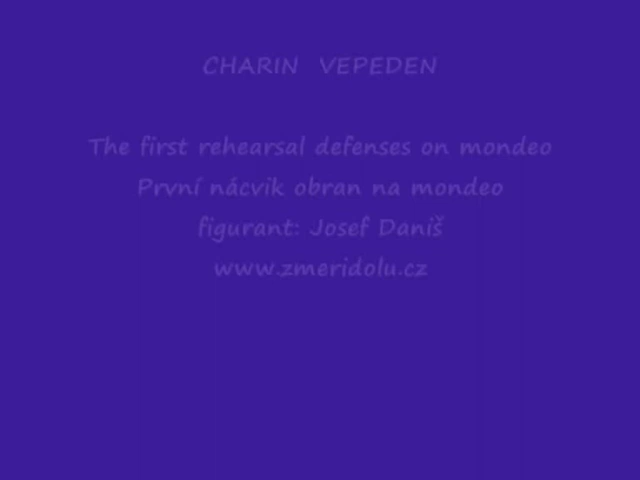 CHARIN VEPEDEN
The first rehearsal defenses on mondeo
První nácvik obran na mondeo
figurant: Josef Daniš
www.zmeridolu.cz